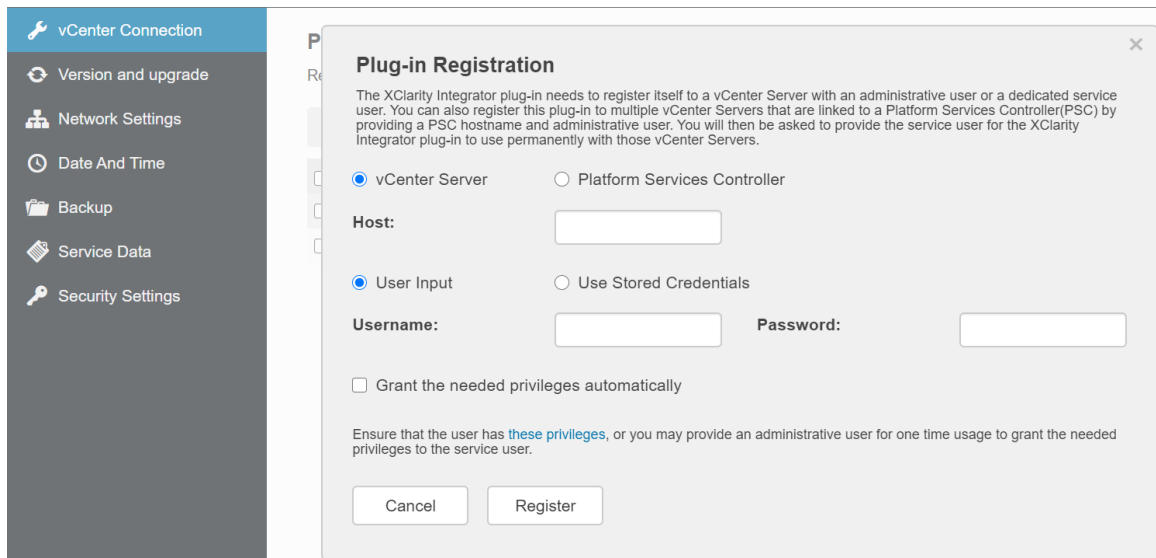 vCenter Connection
Version and upgrade
Network Settings
Date And Time
Backup
Service Data
Security Settings
Plug-in Registration
The XClarity Integrator plug-in needs to register itself to a vCenter Server with an administrative user or a dedicated service
user. You can also register this plug-in to multiple vCenter Servers that are linked to a Platform Services Controller(PSC) by
providing a PSC hostname and administrative user. You will then be asked to provide the service user for the XClarity
Integrator plug-in to use permanently with those vCenter Servers.
vCenter Server Platform Services Controller
Host:
User Input Use Stored Credentials
Username: Password:
Grant the needed privileges automatically
Ensure that the user has these privileges, or you may provide an administrative user for one time usage to grant the needed
privileges to the service user.
Cancel Register